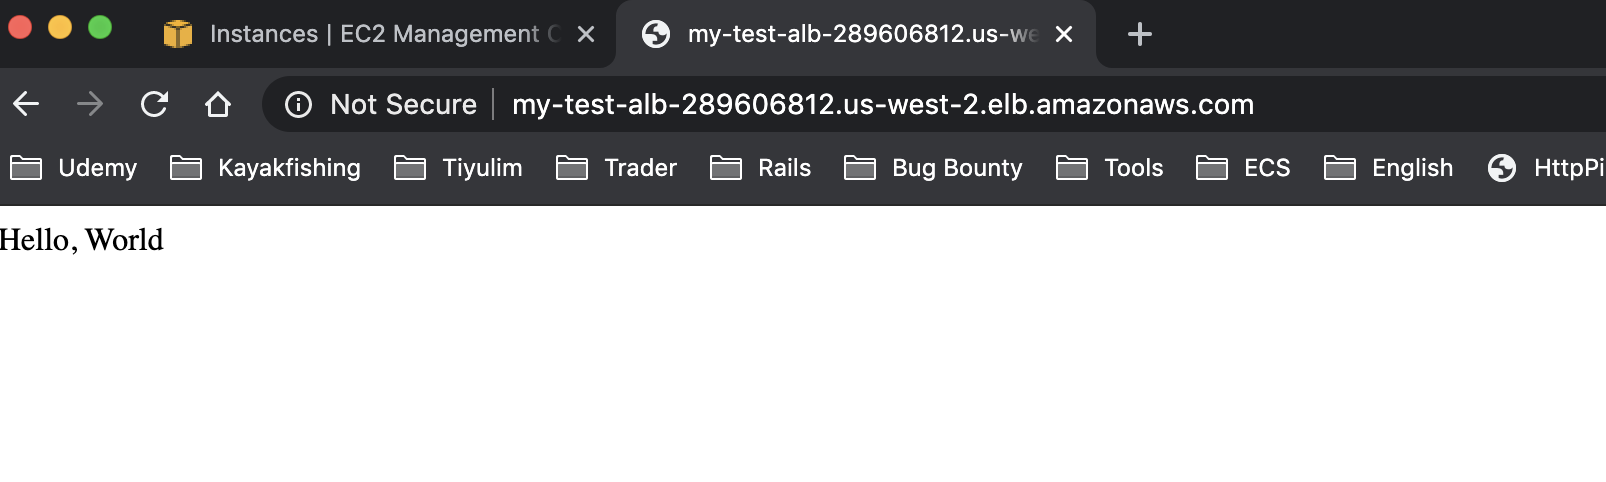 Instances | EC2 Management C
my-test-alb-289606812.us-we
Not Secure | my-test-alb-289606812.us-west-2.elb.amazonaws.com
Udemy Kayakfishing Tiyulim Trader Rails Bug Bounty Tools ECS English HttpPi
Hello, World